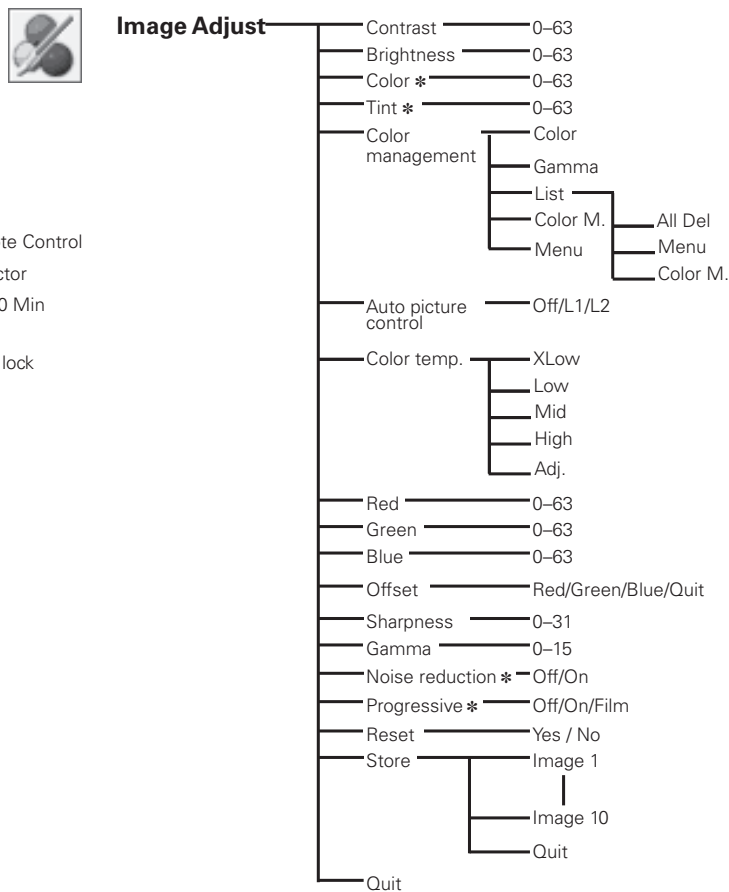 Image Adjust
Contrast 0–63
Brightness 0–63
Color ✻ 0–63
Tint ✻ 0–63
Color management
Color
Gamma
List
Color M.
Menu
All Del
Menu
Color M.
te Control
ctor
0 Min
lock
Auto picture control Off/L1/L2
Color temp. XLow
Low
Mid
High
Adj.
Red 0–63
Green 0–63
Blue 0–63
Offset Red/Green/Blue/Quit
Sharpness 0–31
Gamma 0–15
Noise reduction ✻ Off/On
Progressive ✻ Off/On/Film
Reset Yes / No
Store Image 1
Image 10
Quit
Quit